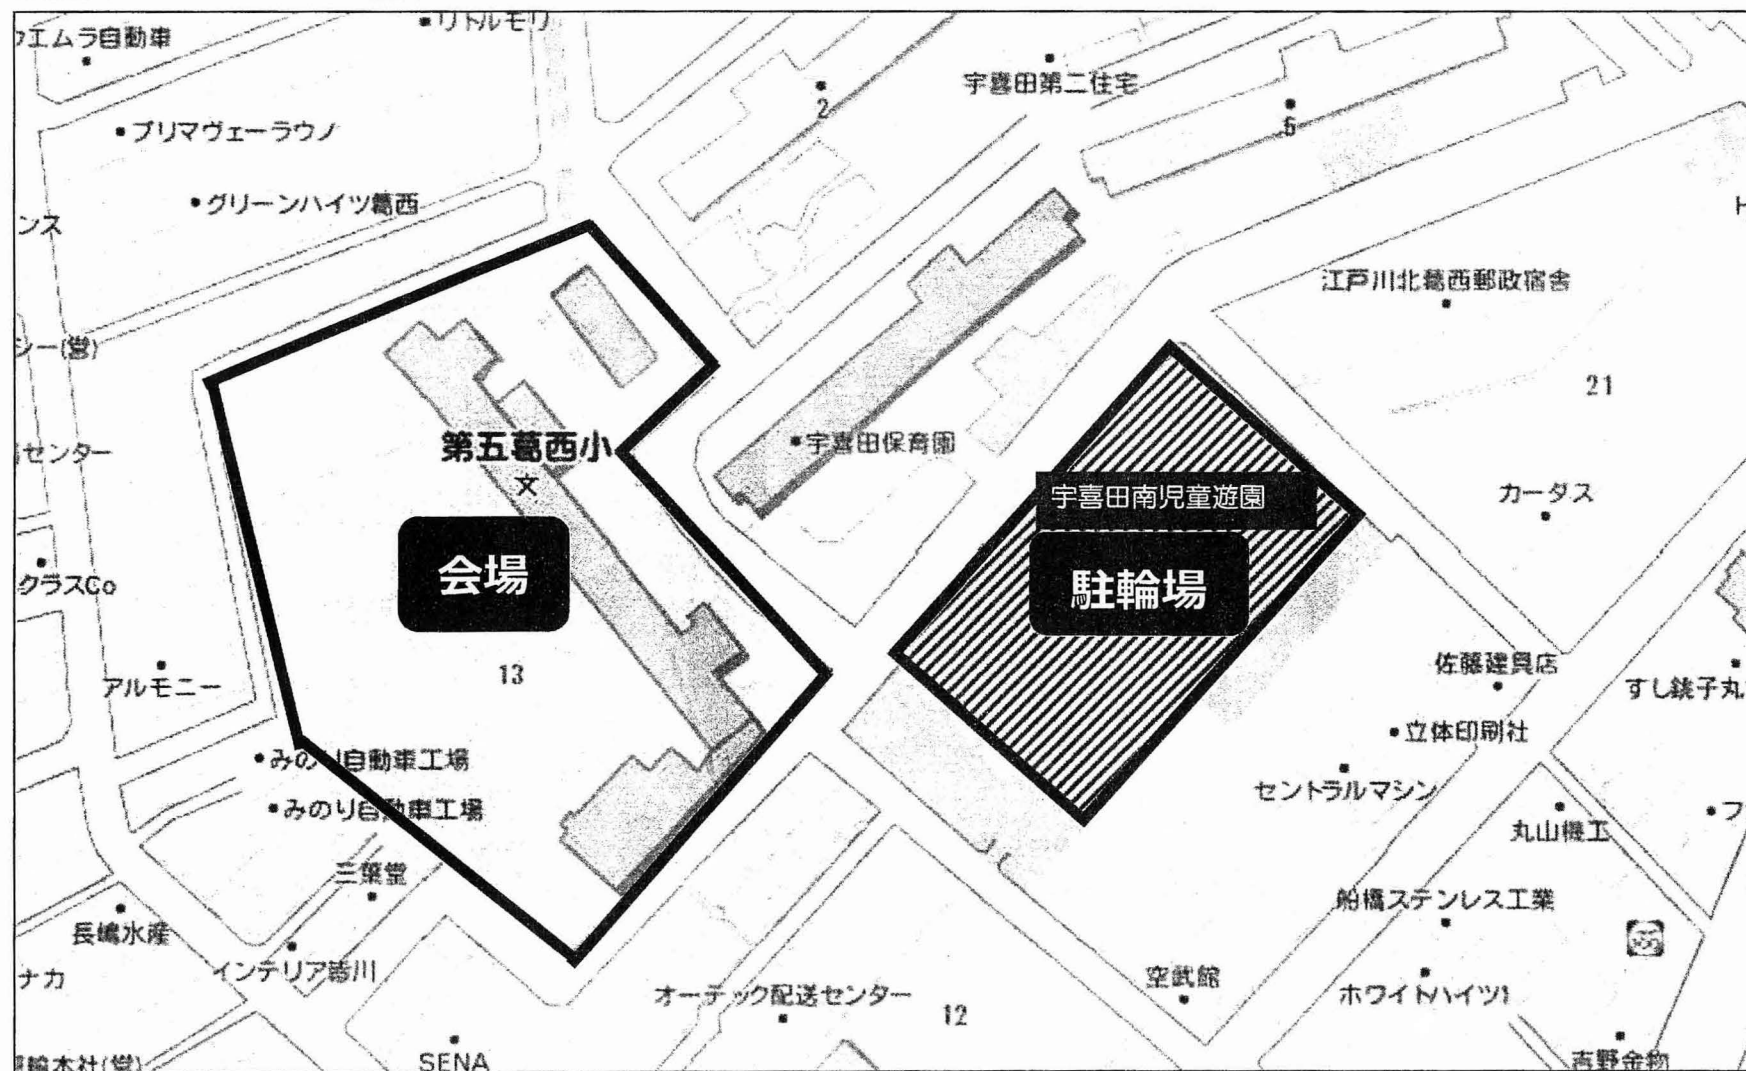 リトルモリ
ウエムラ自動車
宇喜田第二住宅
2
6
プリマヴェーラウノ
グリーンハイツ葛西
ンス
江戸川北葛西郵政宿舎
シー(営)
21
第五葛西小
文
宇喜田保育園
センター
宇喜田南児童遊園
カーダス
会場
駐輪場
クラスCo
13
アルモニー
佐藤建具店
すし銚子丸
立体印刷社
みのり自動車工場
セントラルマシン
みのり自動車工場
フ
丸山機工
三葉堂
船橋ステンレス工業
長嶋水産
インテリア皆川
ナカ
空武館
オーテック配送センター
ホワイトハイツ1
12
SENA
吉野金物
輪本社(営)